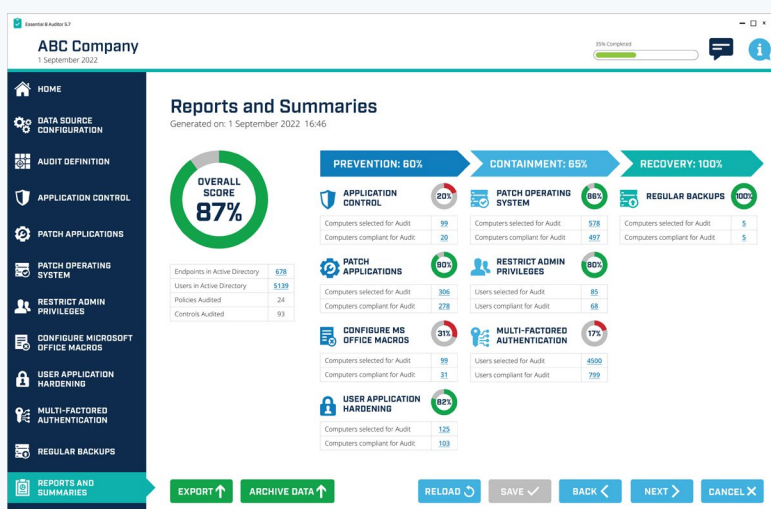 Essential 8 Auditor 5.7
ABC Company
1 September 2022
35% Completed
HOME
DATA SOURCE
CONFIGURATION
AUDIT DEFINITION
APPLICATION CONTROL
PATCH APPLICATIONS
PATCH OPERATING
SYSTEM
RESTRICT ADMIN
PRIVILEGES
CONFIGURE MICROSOFT
OFFICE MACROS
USER APPLICATION
HARDENING
MULTI-FACTORED
AUTHENTICATION
REGULAR BACKUPS
REPORTS AND
SUMMARIES
Reports and Summaries
Generated on: 1 September 2022 16:46
OVERALL
SCORE
87%
Endpoints in Active Directory 678
Users in Active Directory 5139
Policies Audited 24
Controls Audited 93
PREVENTION: 60%
APPLICATION
CONTROL
20%
Computers selected for Audit 99
Computers compliant for Audit 20
PATCH
APPLICATIONS
90%
Computers selected for Audit 306
Computers compliant for Audit 278
CONFIGURE MS
OFFICE MACROS
31%
Computers selected for Audit 99
Computers compliant for Audit 31
USER APPLICATION
HARDENING
82%
Computers selected for Audit 125
Computers compliant for Audit 103
CONTAINMENT: 65%
PATCH OPERATING
SYSTEM
86%
Computers selected for Audit 578
Computers compliant for Audit 497
RESTRICT ADMIN
PRIVILEGES
80%
Users selected for Audit 85
Users compliant for Audit 68
MULTI-FACTORED
AUTHENTICATION
17%
Users selected for Audit 4500
Users compliant for Audit 799
RECOVERY: 100%
REGULAR BACKUPS
100%
Computers selected for Audit 5
Computers compliant for Audit 5
EXPORT
ARCHIVE DATA
RELOAD
SAVE
BACK
NEXT
CANCEL